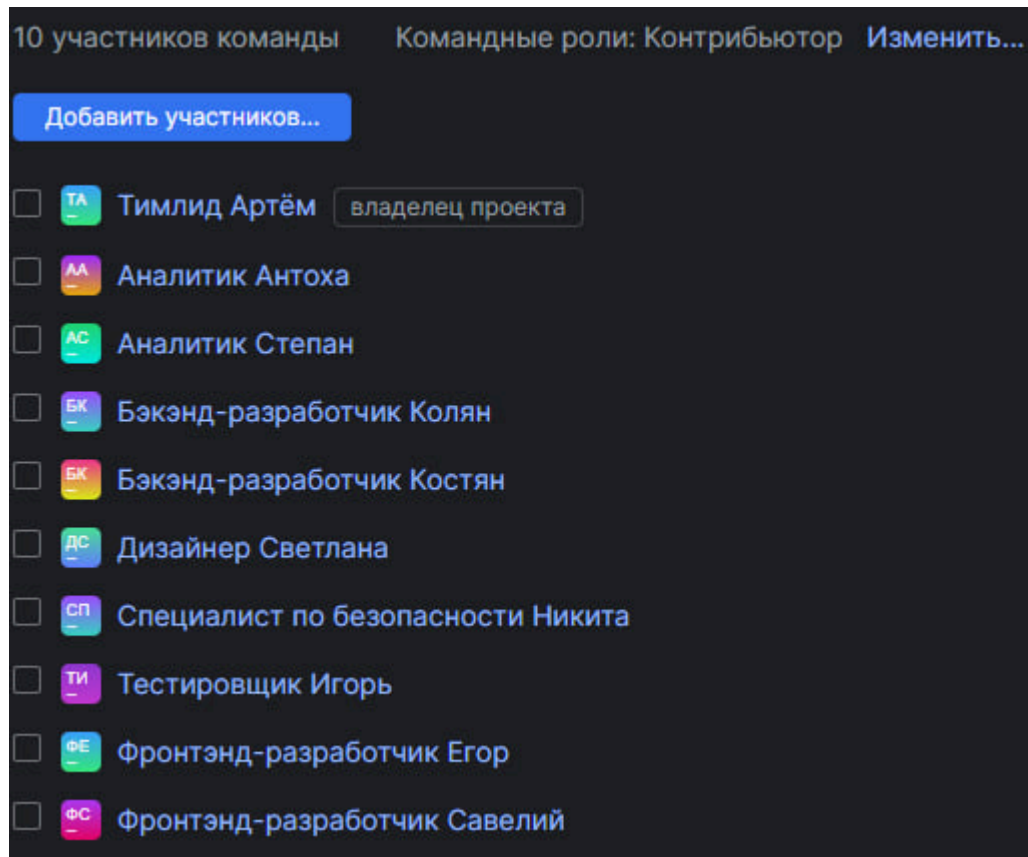 10 участников команды Командные роли: Контрибьютор Изменить...
Добавить участников...
ТА Тимлид Артём владелец проекта
АА Аналитик Антоха
АС Аналитик Степан
БК Бэкэнд-разработчик Колян
БК Бэкэнд-разработчик Костян
ДС Дизайнер Светлана
СП Специалист по безопасности Никита
ТИ Тестировщик Игорь
ФЕ Фронтэнд-разработчик Егор
ФС Фронтэнд-разработчик Савелий